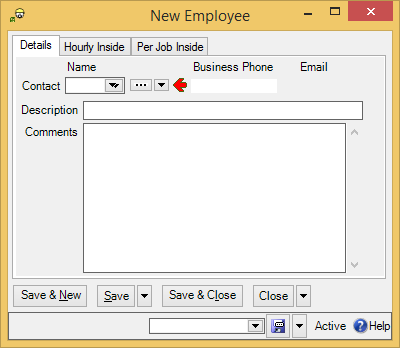 New Employee
Details Hourly Inside Per Job Inside
Name Business Phone Email
Contact ...
Description
Comments
Save & New Save Save & Close Close
Active Help